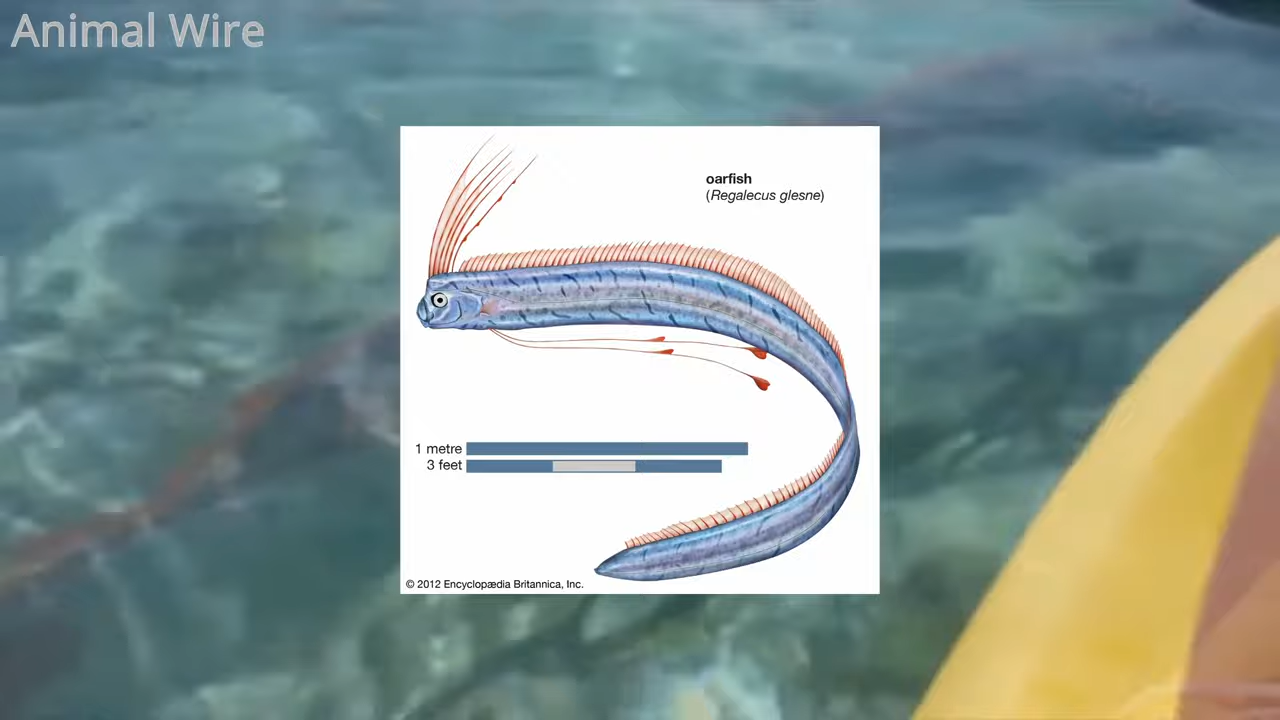 Animal Wire
oarfish
(Regalecus glesne)
1 metre
3 feet
© 2012 Encyclopædia Britannica, Inc.